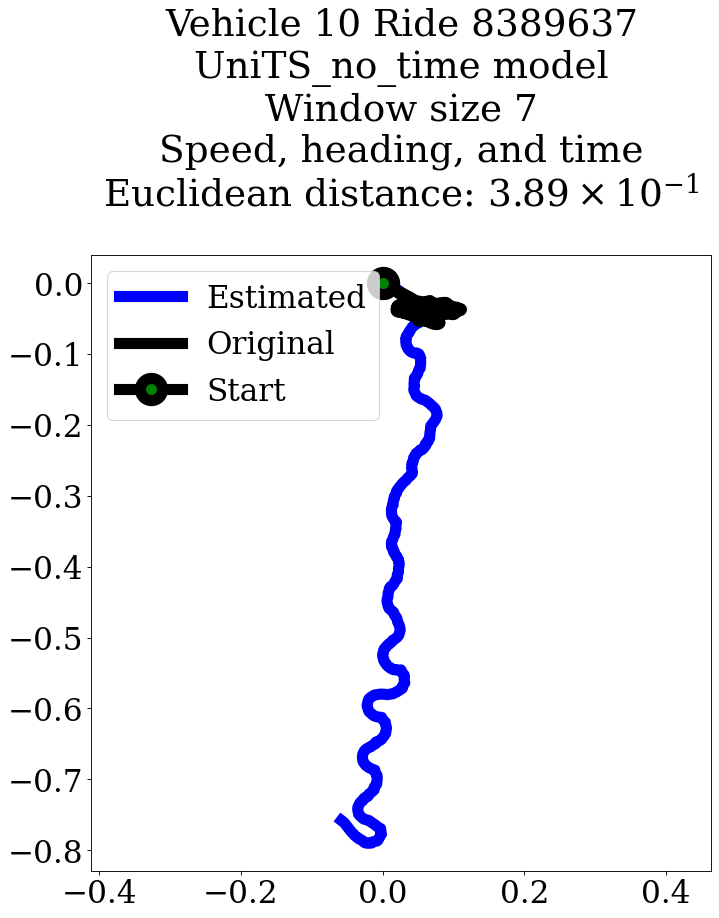 Vehicle 10 Ride 8389637
UniTS_no_time model
Window size 7
Speed, heading, and time
Euclidean distance: 3.89 × 10⁻¹
Estimated
Original
Start
0.0
−0.1
−0.2
−0.3
−0.4
−0.5
−0.6
−0.7
−0.8
−0.4
−0.2
0.0
0.2
0.4